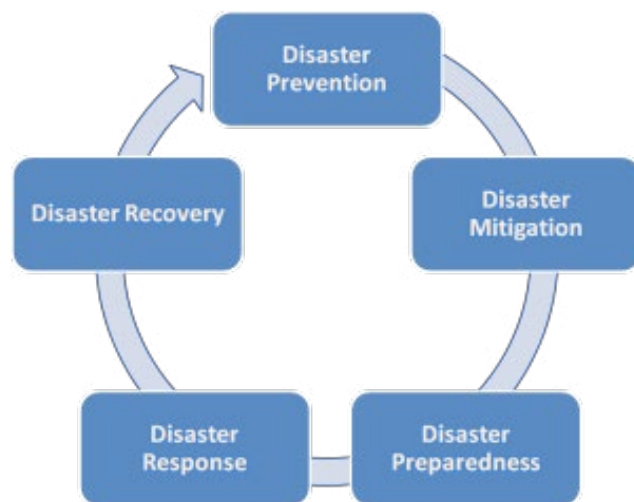 Disaster
Prevention
Disaster
Mitigation
Disaster
Preparedness
Disaster
Response
Disaster Recovery